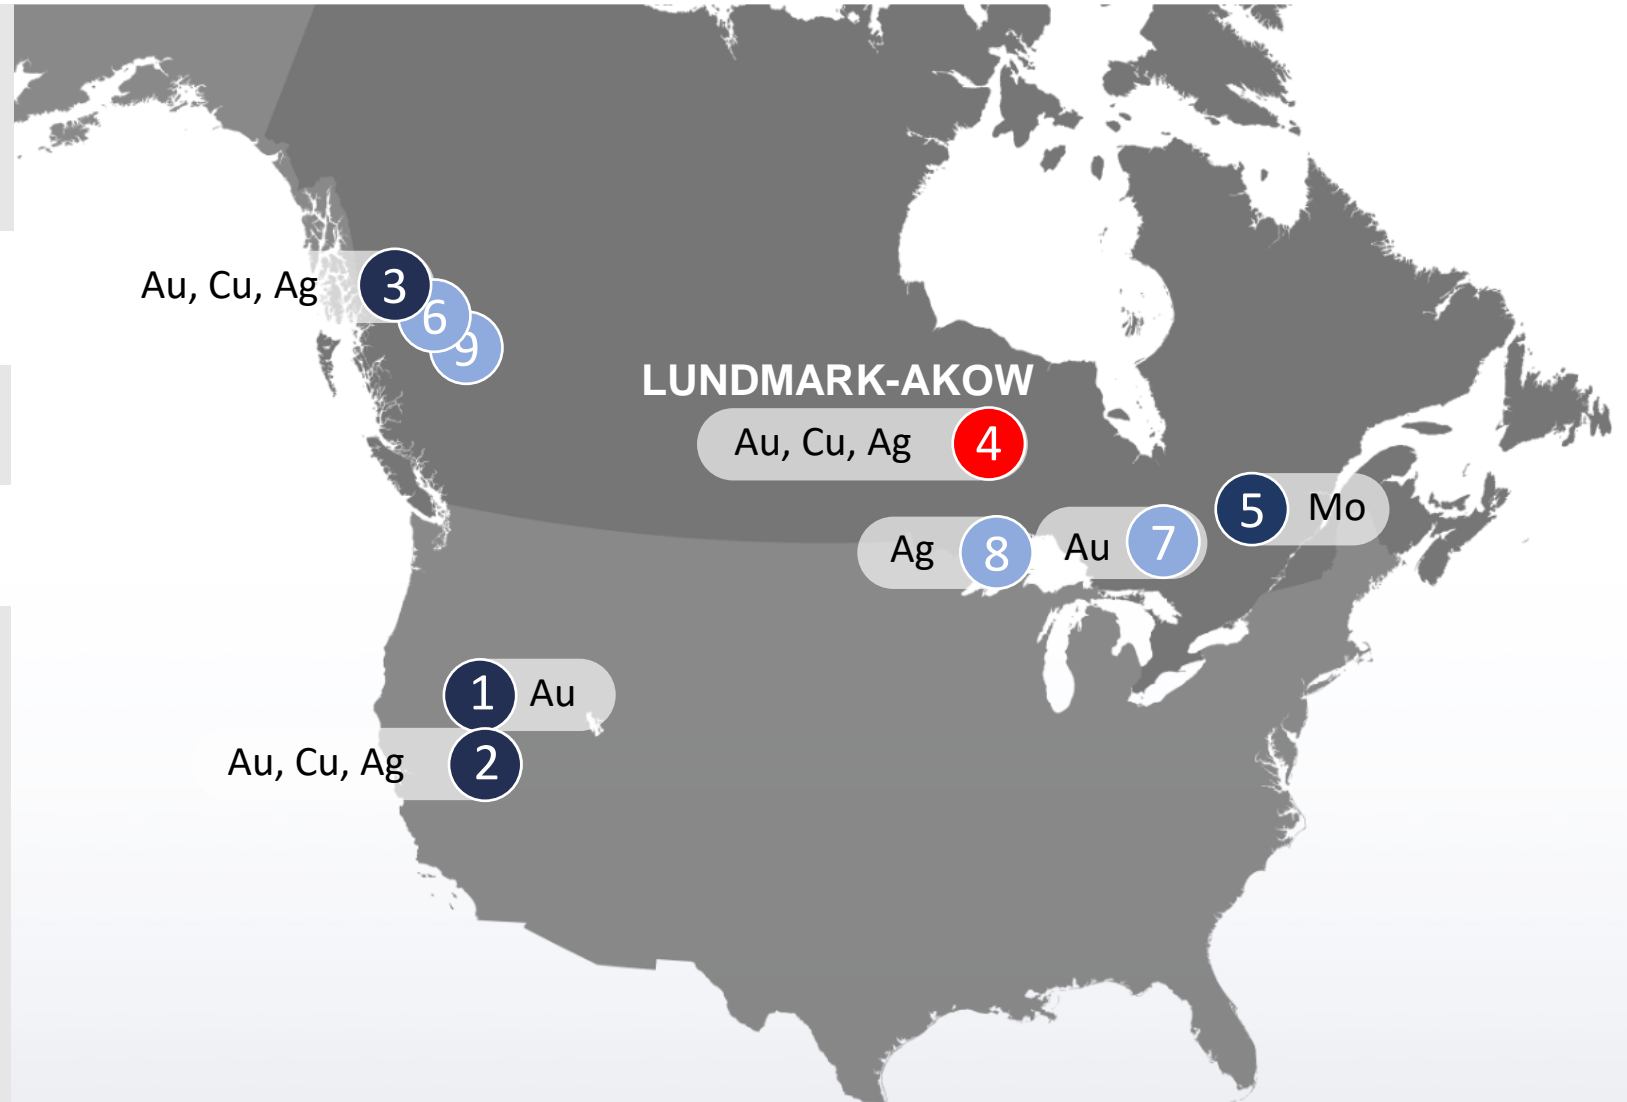 Au, Cu, Ag 3
6
9
LUNDMARK-AKOW
Au, Cu, Ag 4
5 Mo
Ag 8
Au 7
1 Au
Au, Cu, Ag 2